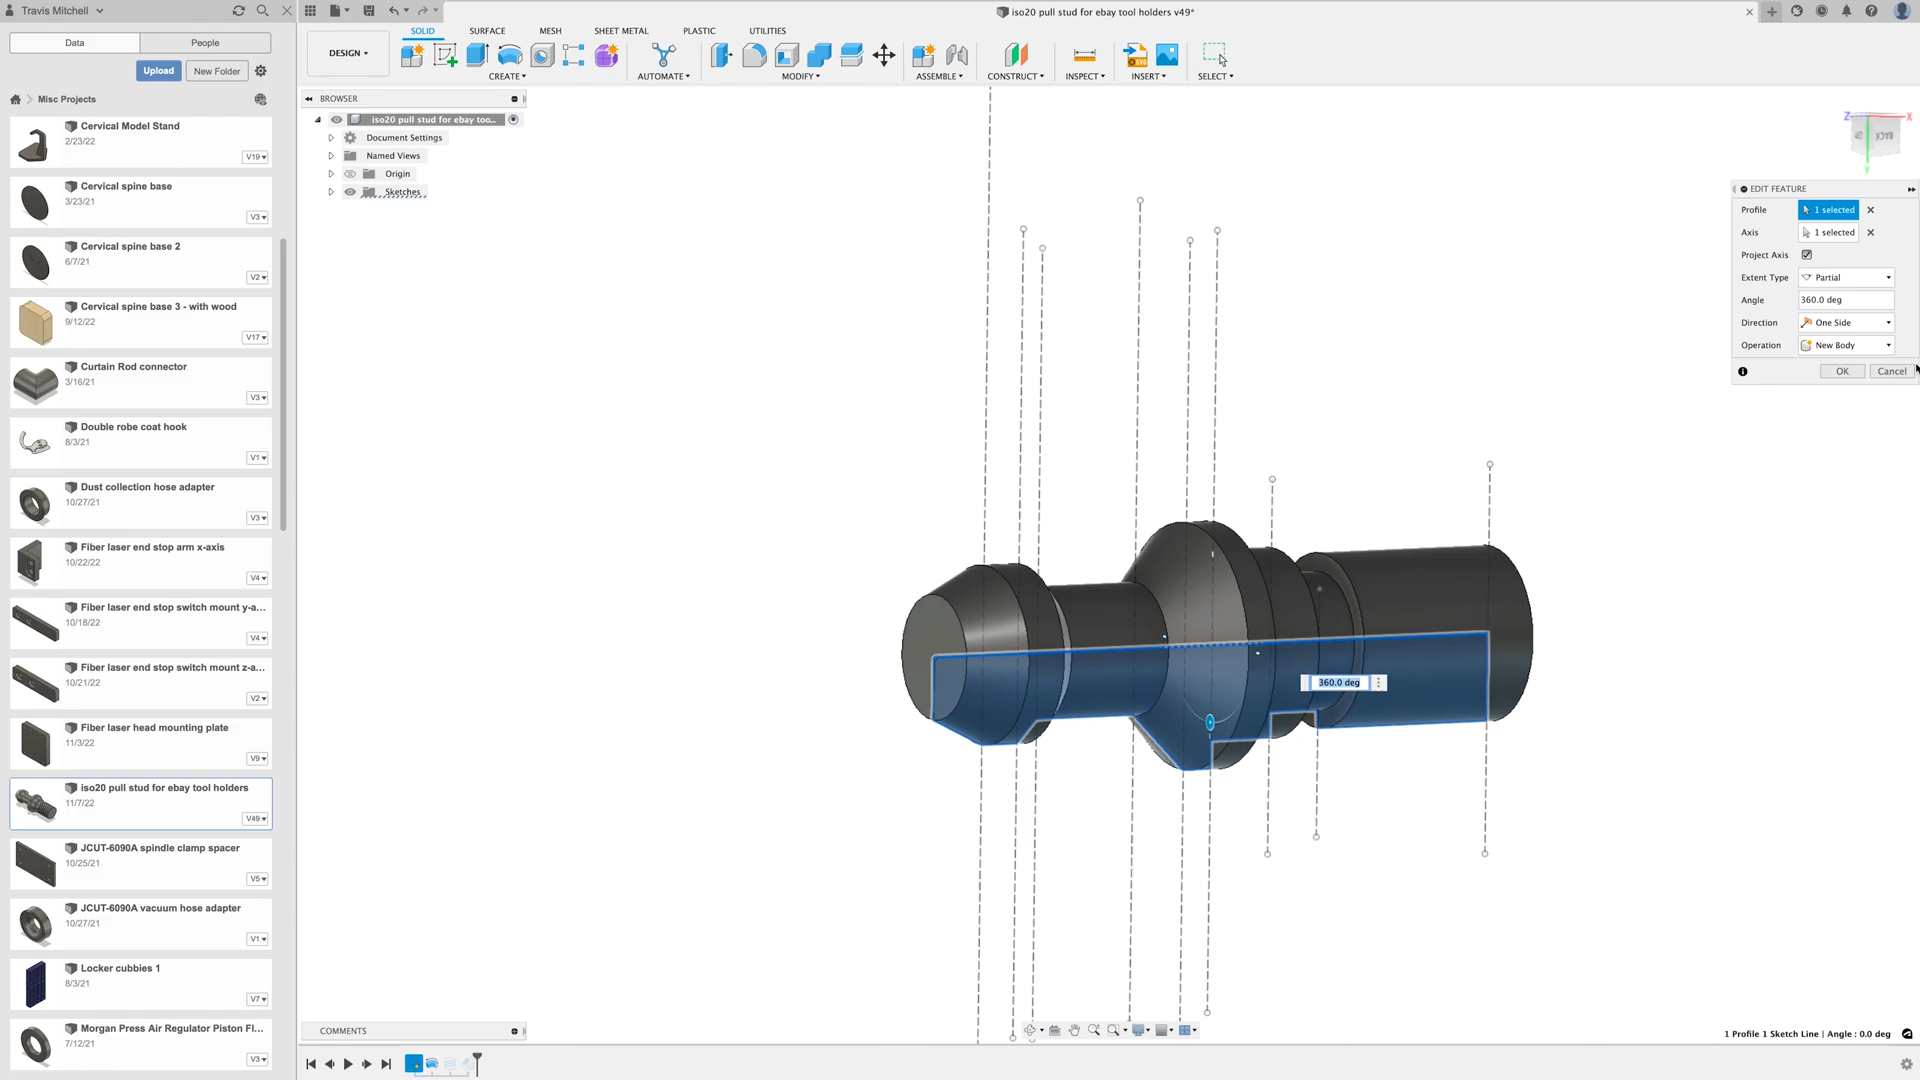 Travis Mitchell
iso20 pull stud for ebay tool holders v49*
Data
People
Upload
New Folder
Misc Projects
Cervical Model Stand
2/23/22
V19
Cervical spine base
3/23/21
V3
Cervical spine base 2
6/7/21
V2
Cervical spine base 3 - with wood
9/12/22
V17
Curtain Rod connector
3/16/21
V3
Double robe coat hook
8/3/21
V1
Dust collection hose adapter
10/27/21
V3
Fiber laser end stop arm x-axis
10/22/22
V4
Fiber laser end stop switch mount y-a...
10/18/22
V4
Fiber laser end stop switch mount z-a...
10/21/22
V2
Fiber laser head mounting plate
11/3/22
V9
iso20 pull stud for ebay tool holders
11/7/22
V49
JCUT-6090A spindle clamp spacer
10/25/21
V5
JCUT-6090A vacuum hose adapter
10/27/21
V1
Locker cubbies 1
8/3/21
V7
Morgan Press Air Regulator Piston Fl...
7/12/21
V3
DESIGN
SOLID
SURFACE
MESH
SHEET METAL
PLASTIC
UTILITIES
CREATE
AUTOMATE
MODIFY
ASSEMBLE
CONSTRUCT
INSPECT
INSERT
SELECT
BROWSER
iso20 pull stud for ebay too...
Document Settings
Named Views
Origin
Sketches
Z
X
BACK
Y
EDIT FEATURE
Profile
1 selected
Axis
1 selected
Project Axis
Extent Type
Partial
Angle
360.0 deg
Direction
One Side
Operation
New Body
OK
Cancel
360.0 deg
COMMENTS
1 Profile 1 Sketch Line | Angle : 0.0 deg